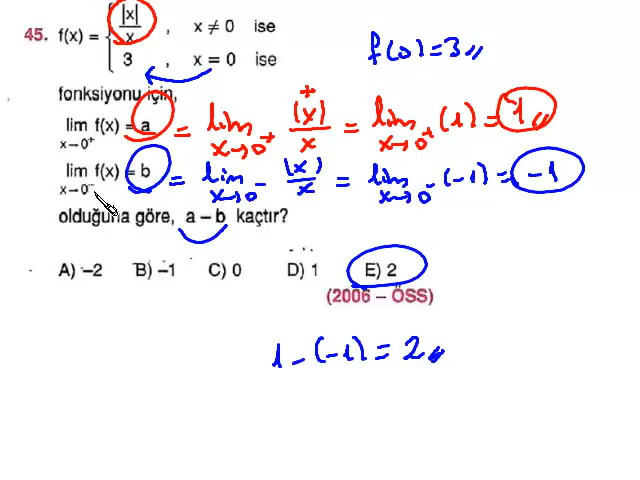 |x|/x , x ≠ 0 ise
45. f(x) =
3 , x = 0 ise
f(0) = 3
fonksiyonu için,
lim x→0⁺ f(x) = a = lim x→0⁺ |x|/x = lim x→0⁺ (1) = 1
+
lim x→0⁻ f(x) = b = lim x→0⁻ |x|/x = lim x→0⁻ (-1) = -1
olduğuna göre, a – b kaçtır?
A) –2 B) –1 C) 0 D) 1 E) 2
(2006 – ÖSS)
1 - (-1) = 2